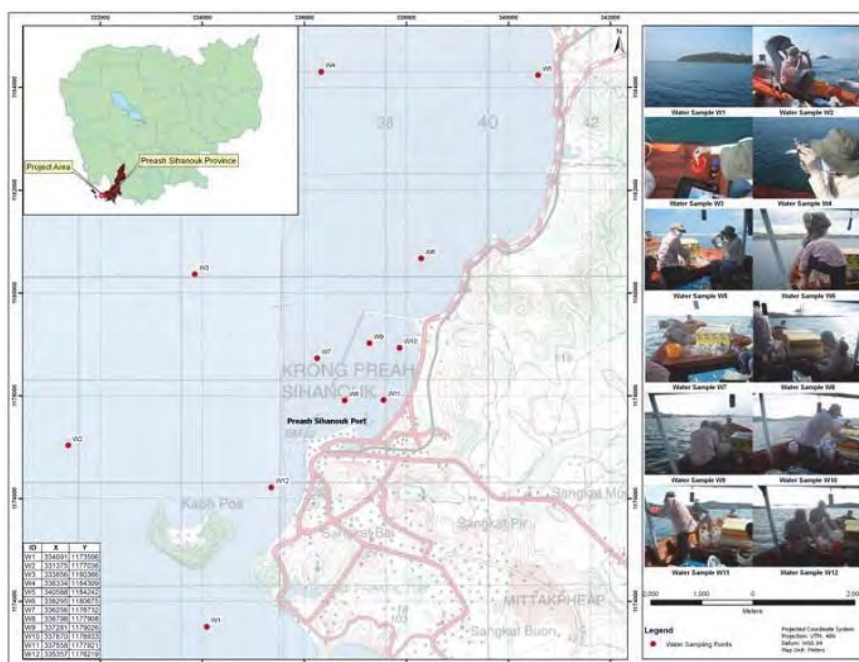 332000 334000 336000 338000 340000 342000
1184000
1182000
1180000
1178000
1176000
1174000
N
Project Area
Preash Sihanouk Province
W4
W5
38 40 42
W6
W3
W9
W10
W7
KRONG PREAH
SIHANOUK
W8
W11
Preash Sihanouk Port
W2
W12
Kaoh Pos
Sangkat Bei
Sangkat Pir
MITTAKPHEAP
Sangkat Buon
W1
ID X Y
W1 334091 1173506
W2 331375 1177036
W3 333856 1180366
W4 336334 1184309
W5 340588 1184242
W6 338295 1180673
W7 336256 1178732
W8 336798 1177908
W9 337281 1179026
W10 337870 1178933
W11 337558 1177921
W12 335357 1176219
Water Sample W1 Water Sample W2
Water Sample W3 Water Sample W4
Water Sample W5 Water Sample W6
Water Sample W7 Water Sample W8
Water Sample W9 Water Sample W10
Water Sample W11 Water Sample W12
2,000 1,000 0 2,000
Meters
Legend
Water Sampling Points
Projected Coordinate System
Projection: UTM, 48N
Datum: WGS 84
Map Unit: Meters